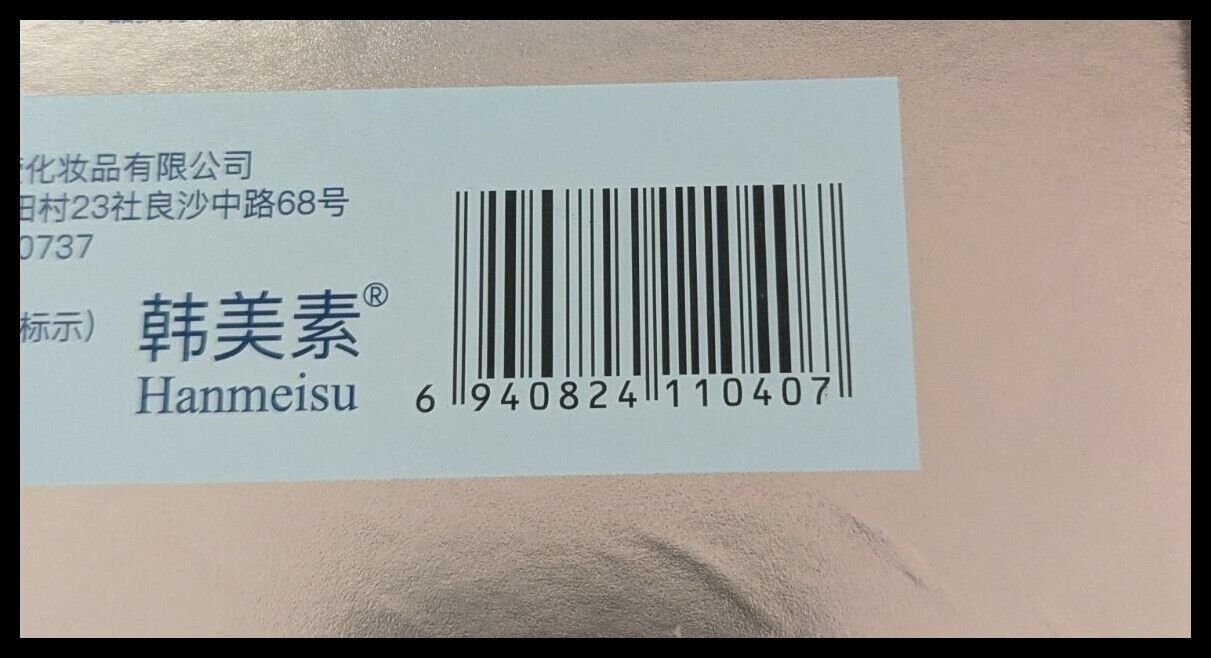 化妆品有限公司
田村23社良沙中路68号
0737
标示)
韩美素®
Hanmeisu
6 940824 110407